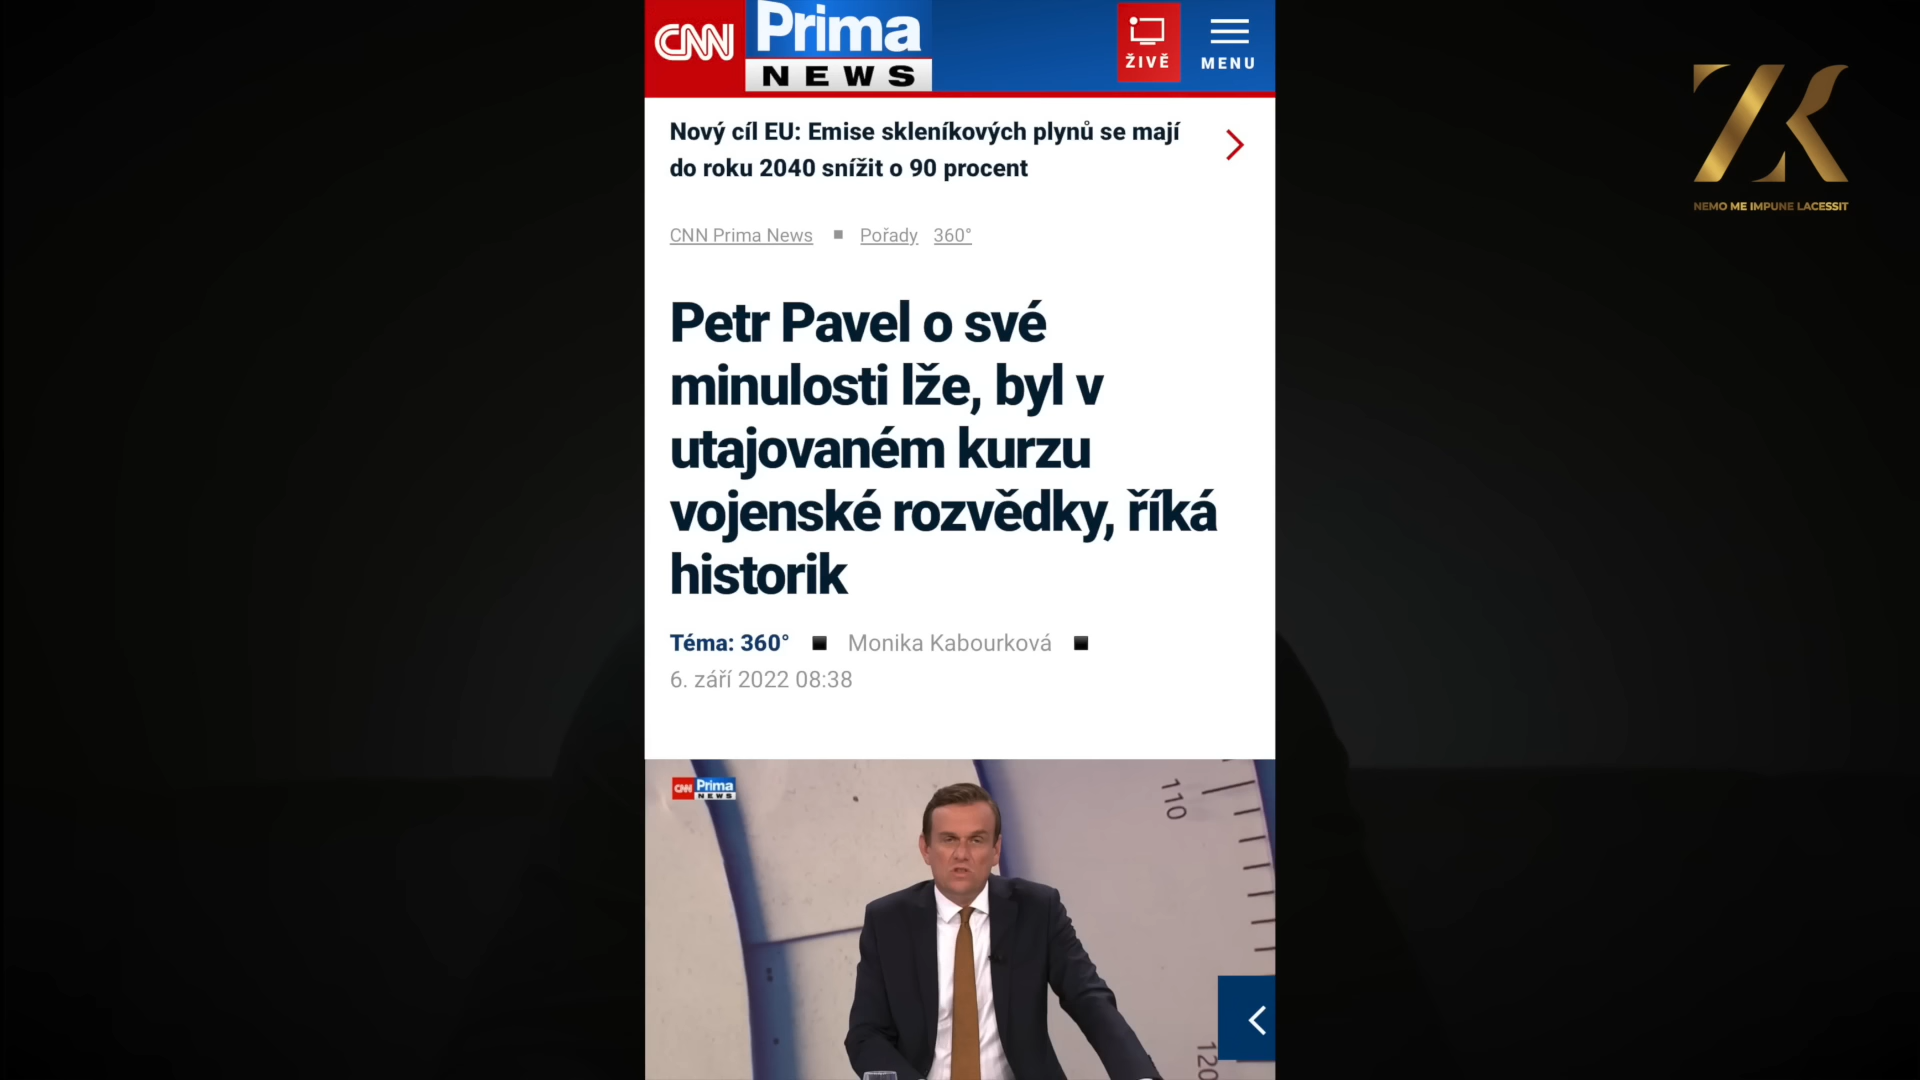 CNN Prima
NEWS
ŽIVĚ
MENU
Nový cíl EU: Emise skleníkových plynů se mají
do roku 2040 snížit o 90 procent
CNN Prima News ■ Pořady 360°
Petr Pavel o své
minulosti lže, byl v
utajovaném kurzu
vojenské rozvědky, říká
historik
Téma: 360° ■ Monika Kabourková ■
6. září 2022 08:38
CNN Prima
NEWS
110
120
ZK
NEMO ME IMPUNE LACESSIT